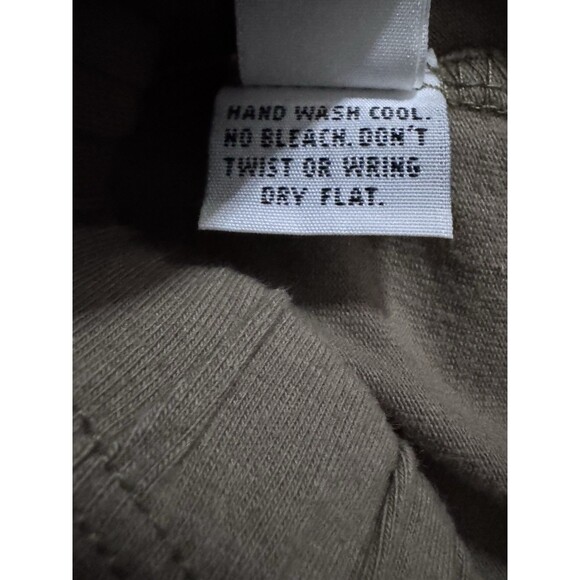 HAND WASH COOL.
NO BLEACH. DON'T
TWIST OR WRING
DRY FLAT.